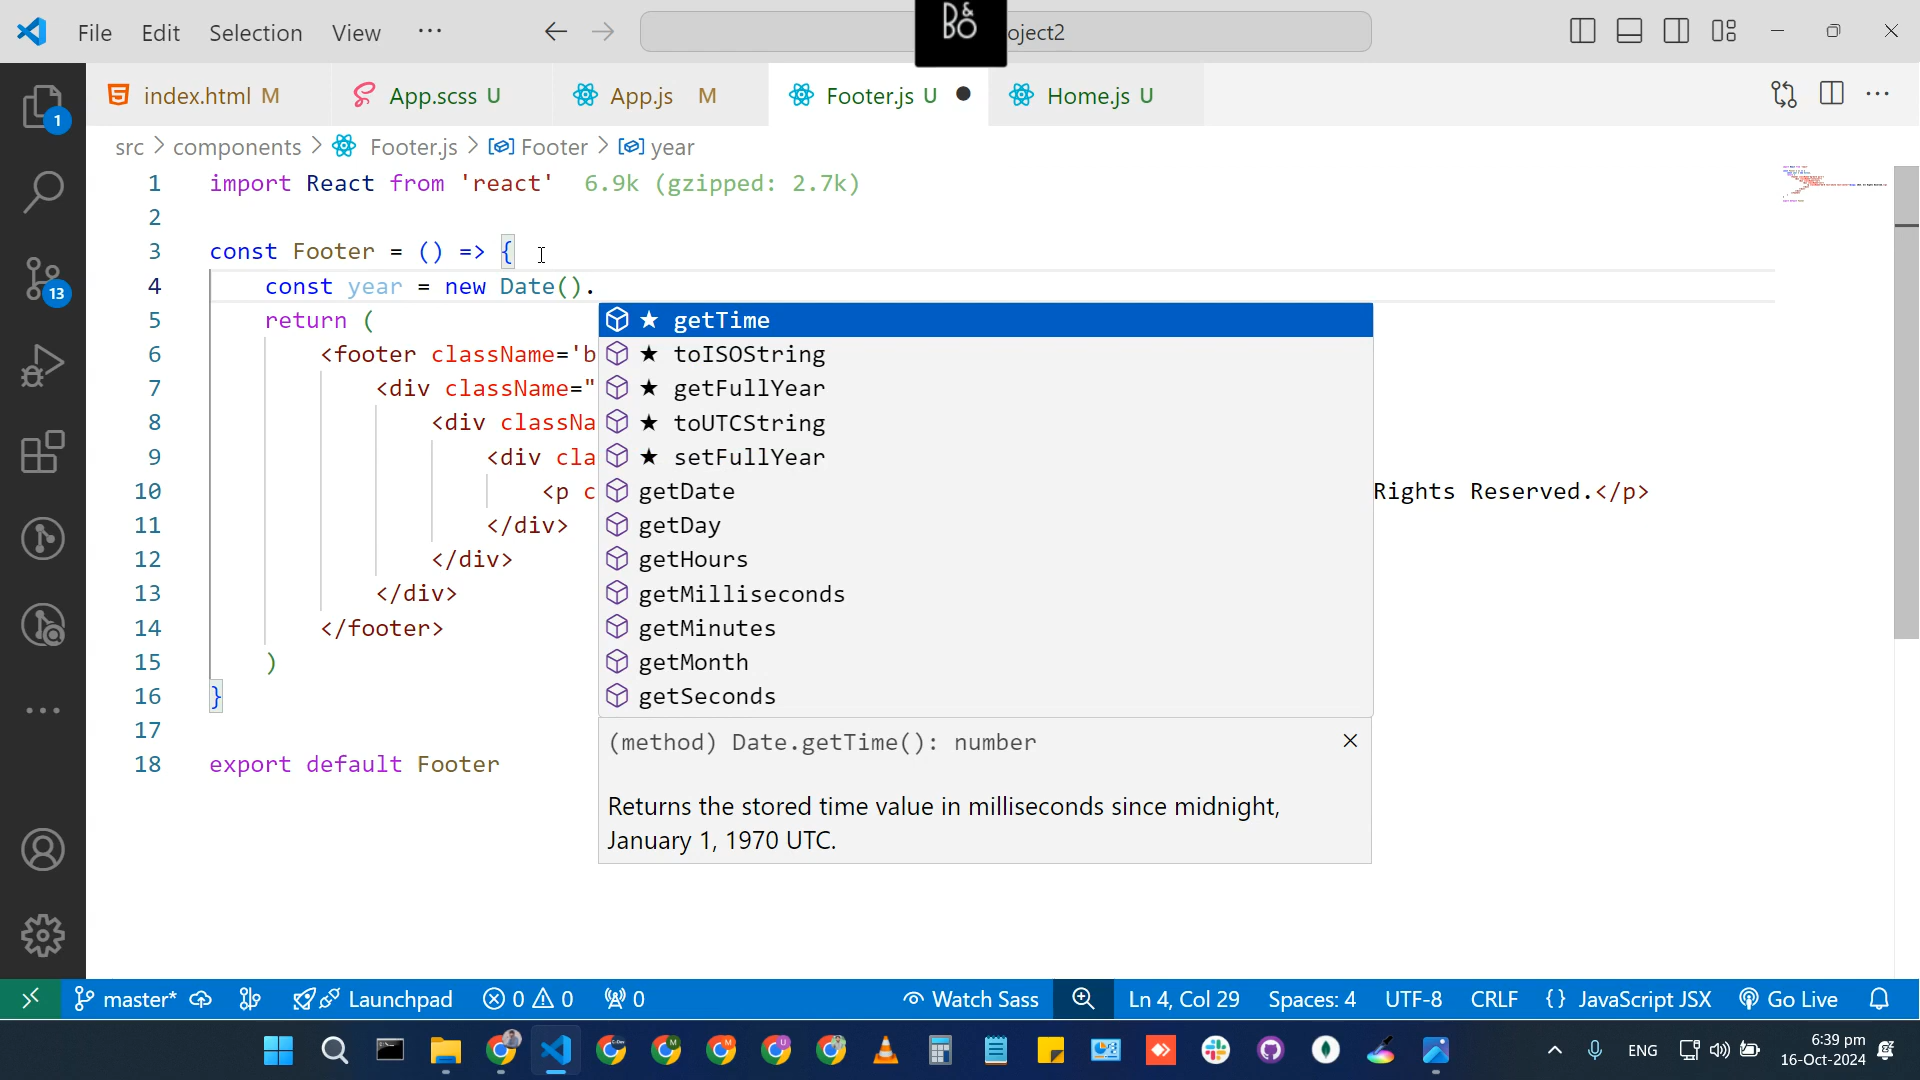 File Edit Selection View ... B&O oject2
index.html M App.scss U App.js M Footer.js U Home.js U
src > components > Footer.js > Footer > year
1 import React from 'react' 6.9k (gzipped: 2.7k)
2
3 const Footer = () => {
4 const year = new Date().
5 return ( ★ getTime
6 <footer className='b ★ toISOString
7 <div className=" ★ getFullYear
8 <div classNa ★ toUTCString
9 <div cla ★ setFullYear
10 <p c getDate Rights Reserved.</p>
11 </div> getDay
12 </div> getHours
13 </div> getMilliseconds
14 </footer> getMinutes
15 ) getMonth
16 } getSeconds
17 (method) Date.getTime(): number
18 export default Footer
Returns the stored time value in milliseconds since midnight,
January 1, 1970 UTC.
1
13
master* Launchpad 0 0 0 Watch Sass Ln 4, Col 29 Spaces: 4 UTF-8 CRLF {} JavaScript JSX Go Live
ENG 6:39 pm
16-Oct-2024